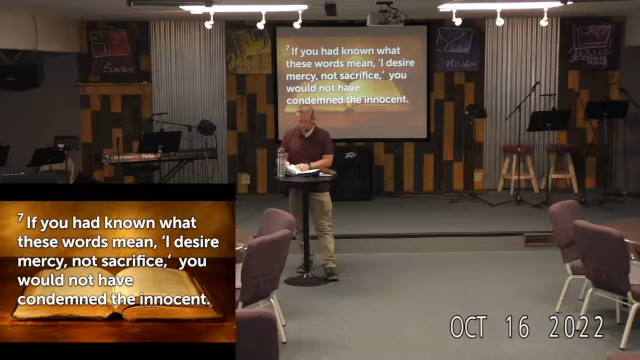 7 If you had known what
these words mean, 'I desire
mercy, not sacrifice,' you
would not have
condemned the innocent.
PEAVEY
7 If you had known what
these words mean, 'I desire
mercy, not sacrifice,' you
would not have
condemned the innocent.
OCT 16 2022